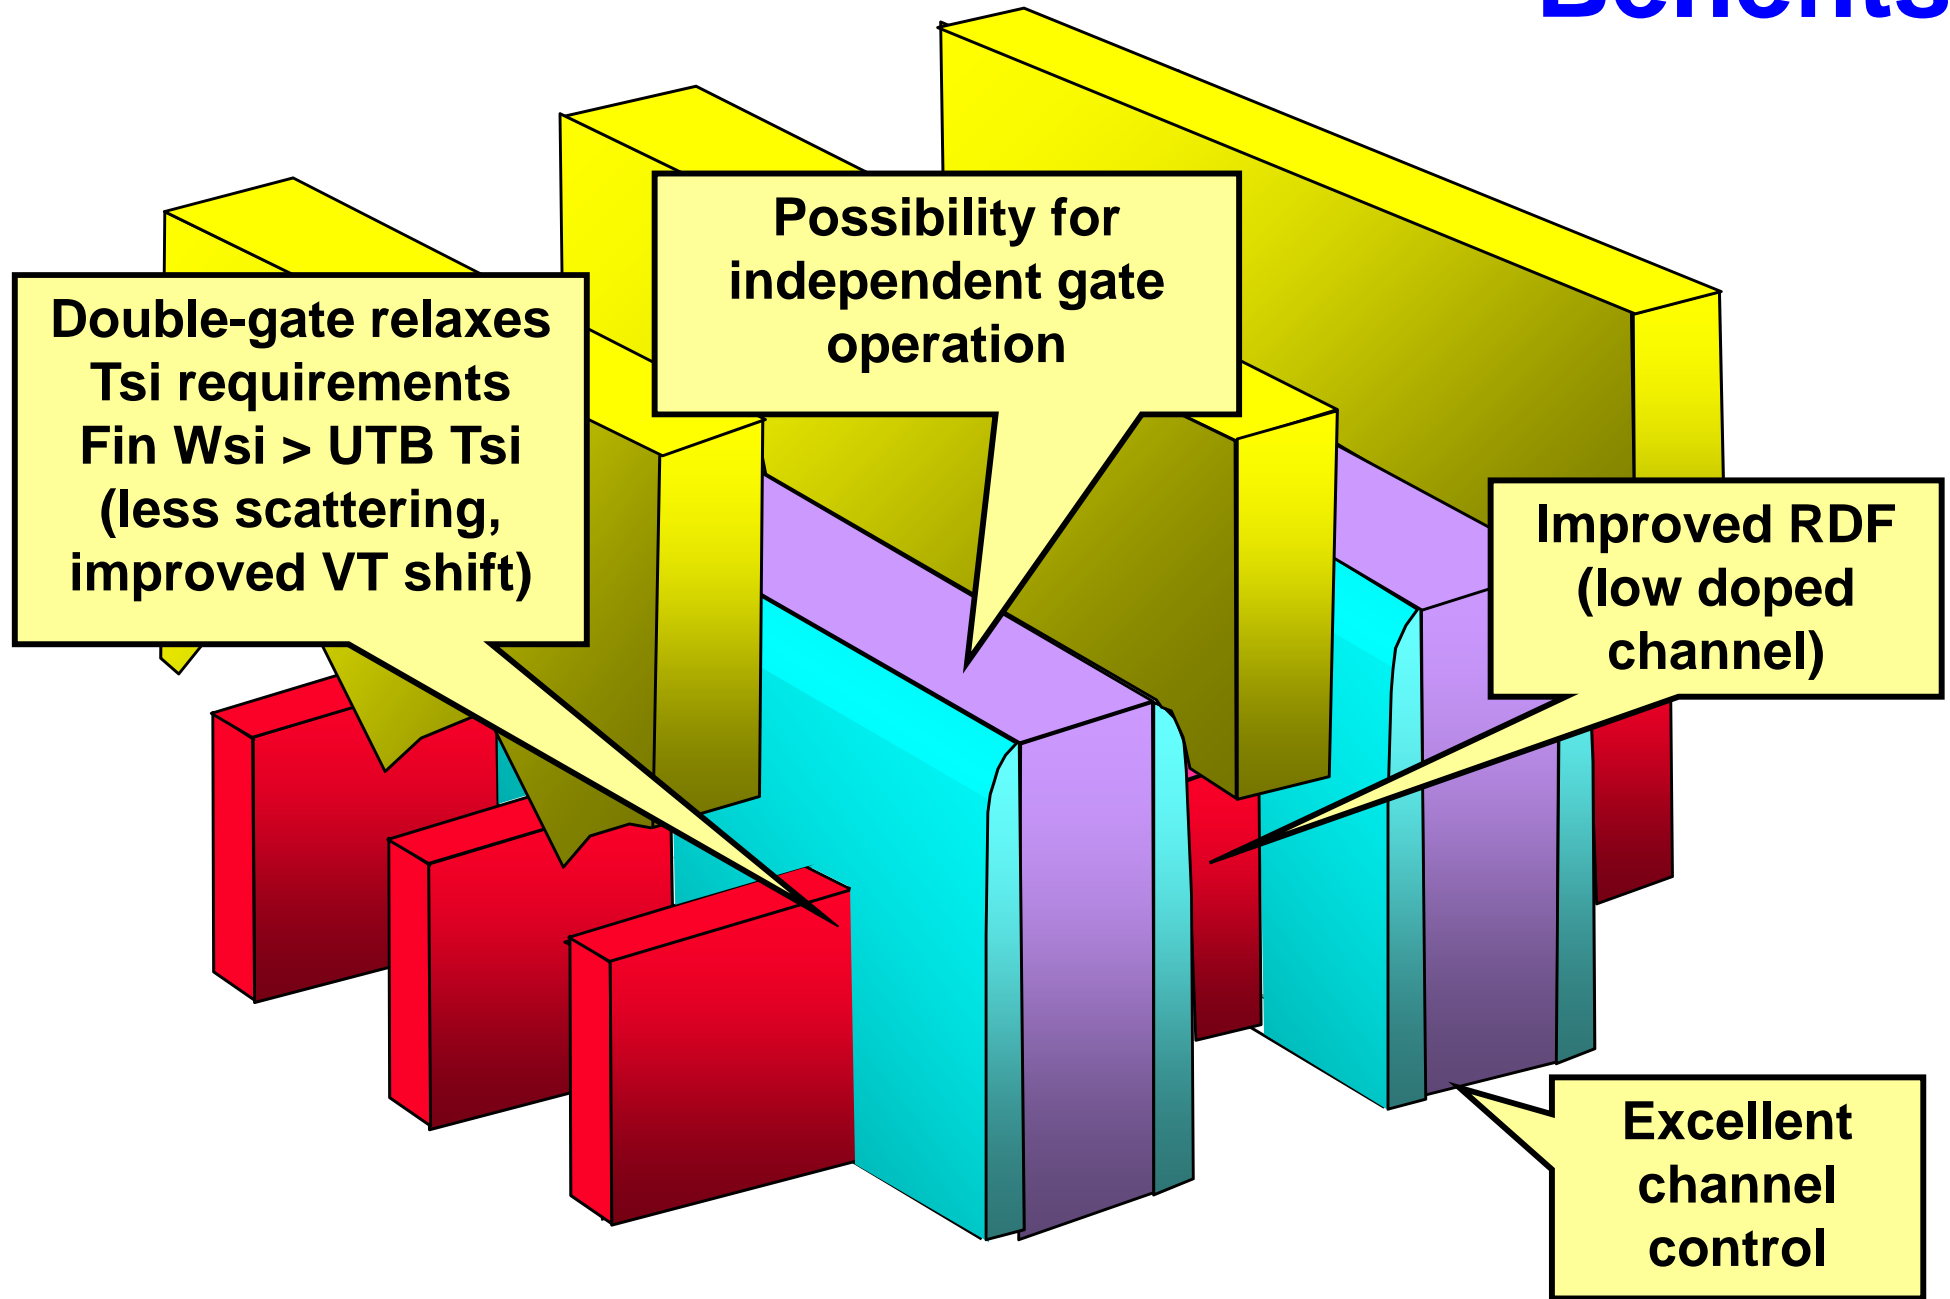 Benefits
Possibility for
independent gate
operation
Double-gate relaxes
Tsi requirements
Fin Wsi > UTB Tsi
(less scattering,
improved VT shift)
Improved RDF
(low doped
channel)
Excellent
channel
control